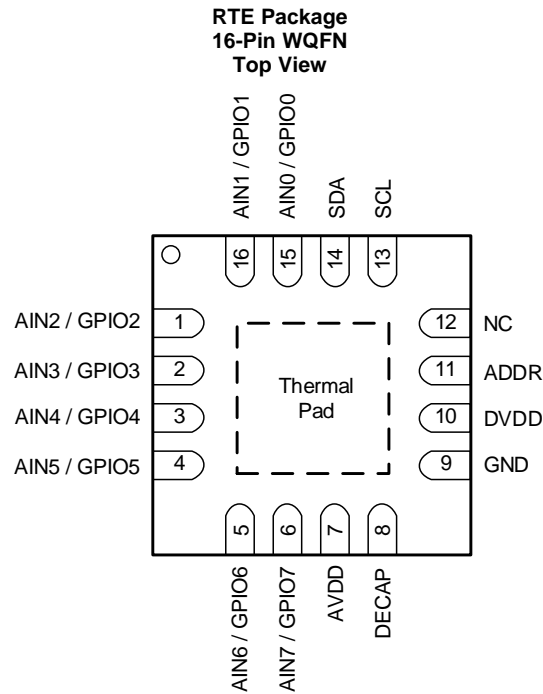 RTE Package
16-Pin WQFN
Top View
AIN1 / GPIO1
AIN0 / GPIO0
SDA
SCL
16
15
14
13
AIN2 / GPIO2
1
12
NC
AIN3 / GPIO3
2
11
ADDR
AIN4 / GPIO4
3
10
DVDD
AIN5 / GPIO5
4
9
GND
Thermal
Pad
5
6
7
8
AIN6 / GPIO6
AIN7 / GPIO7
AVDD
DECAP